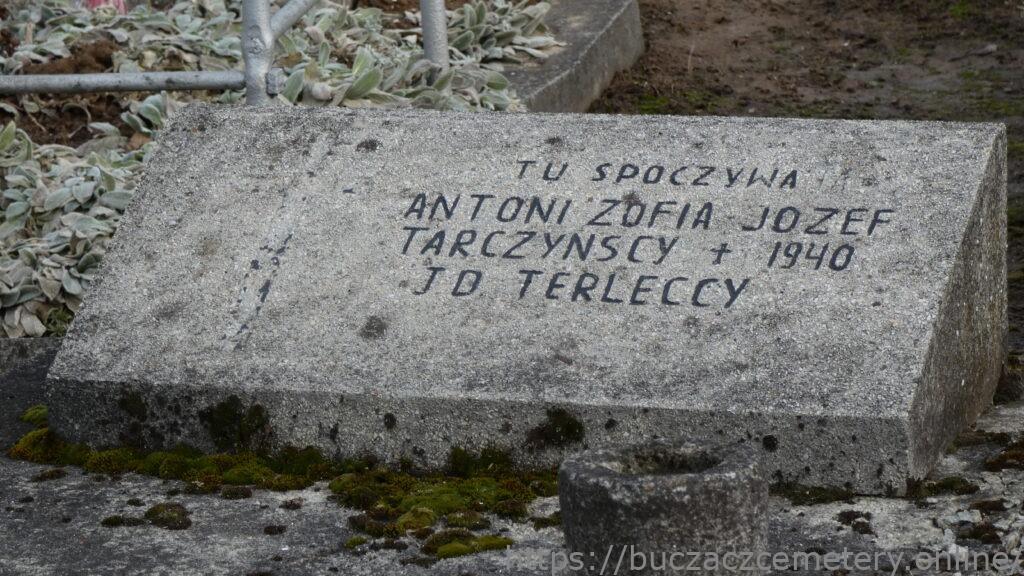 TU SPOCZYWA
ANTONI ZOFIA JOZEF
TARCZYNSCY + 1940
JD TERLECCY
https://buczaczcemetery.online/